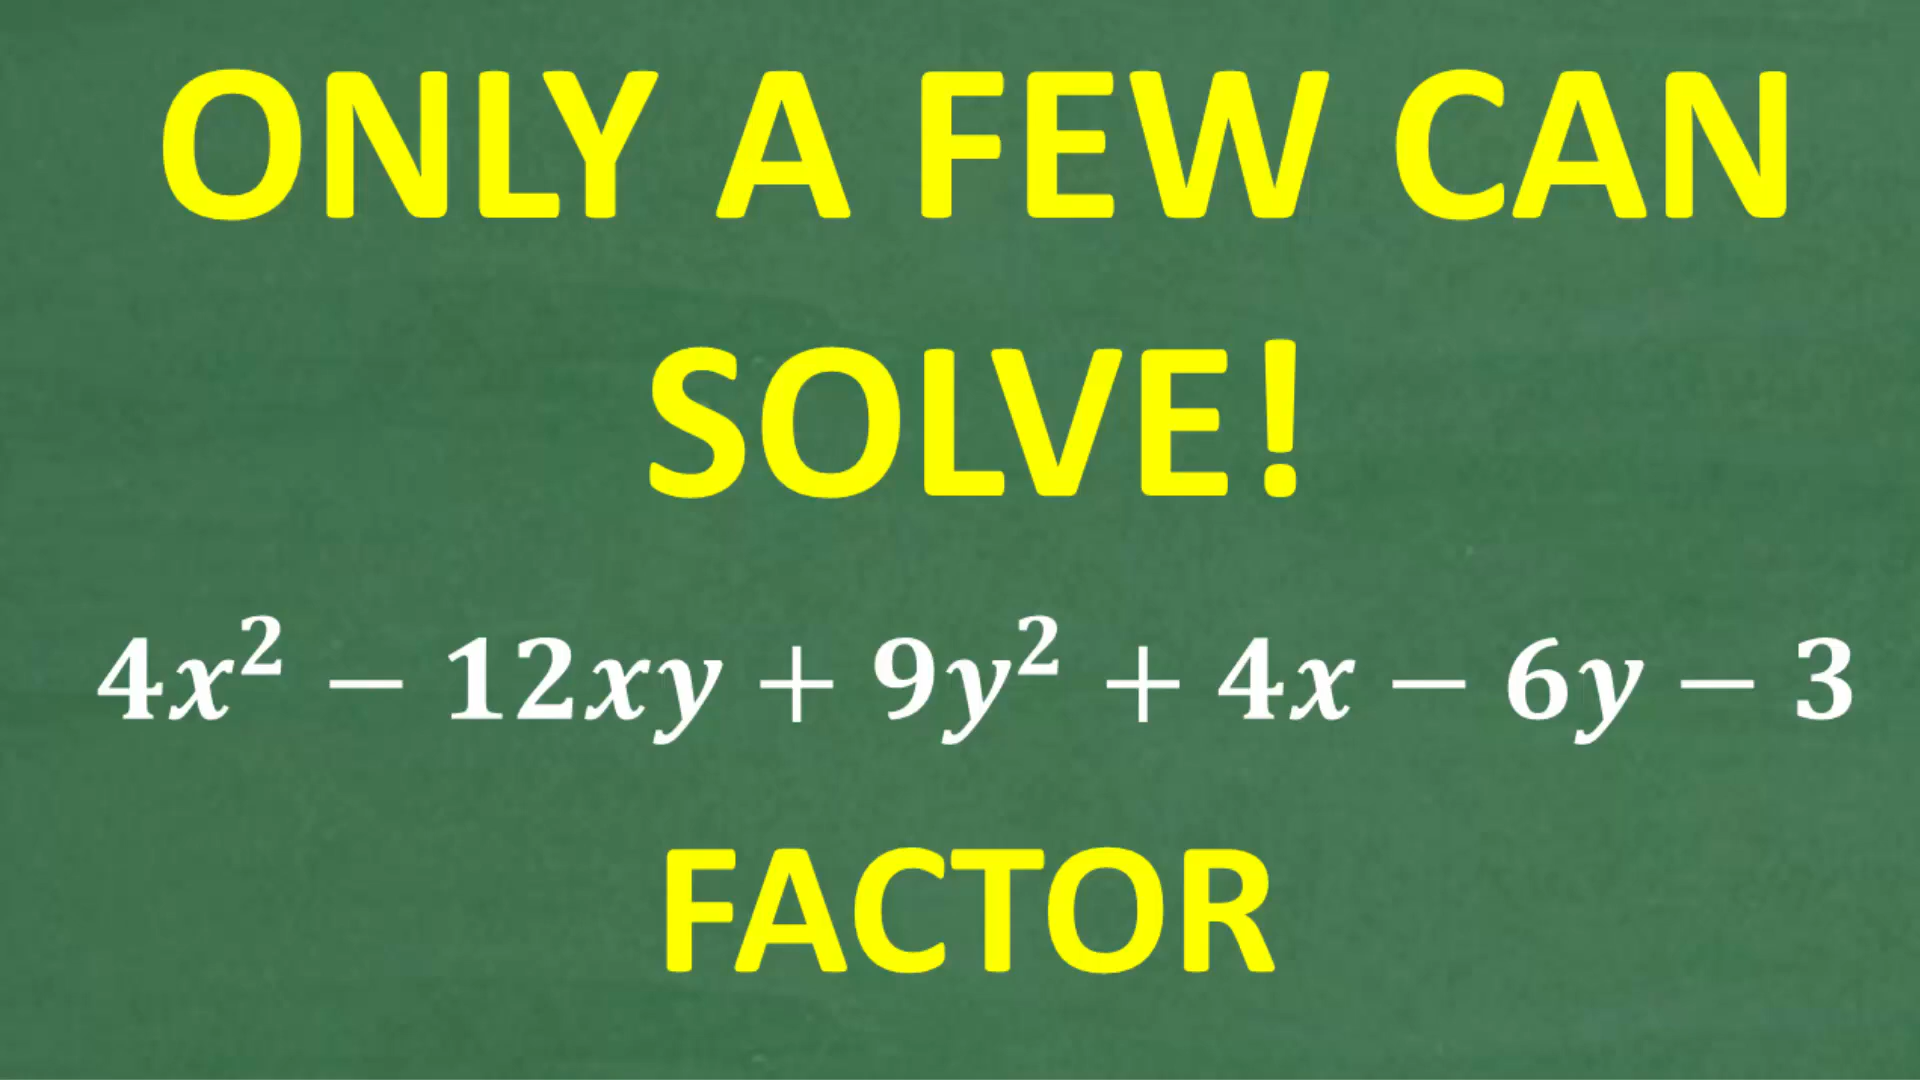 ONLY A FEW CAN
SOLVE!
4x² − 12xy + 9y² + 4x − 6y − 3
FACTOR